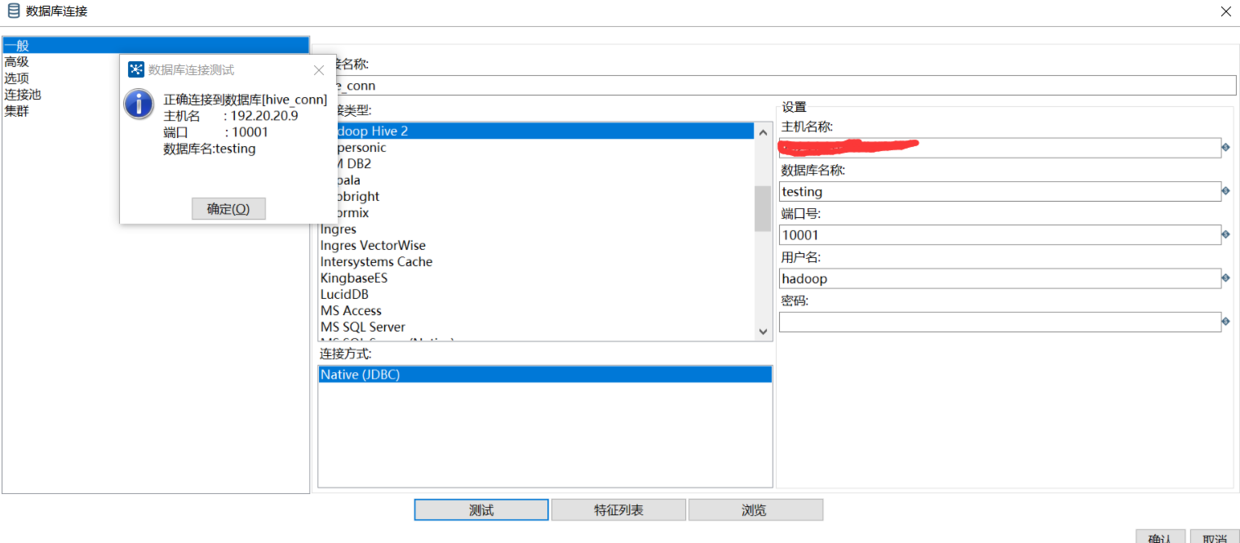 数据库连接
一般
高级
选项
连接池
集群
数据库连接测试
正确连接到数据库[hive_conn]
主机名 : 192.20.20.9
端口 : 10001
数据库名:testing
确定(O)
接名称:
e_conn
接类型:
doop Hive 2
personic
M DB2
pala
obright
ormix
Ingres
Ingres VectorWise
Intersystems Cache
KingbaseES
LucidDB
MS Access
MS SQL Server
连接方式:
Native (JDBC)
设置
主机名称:
数据库名称:
testing
端口号:
10001
用户名:
hadoop
密码:
测试
特征列表
浏览
确认
取消